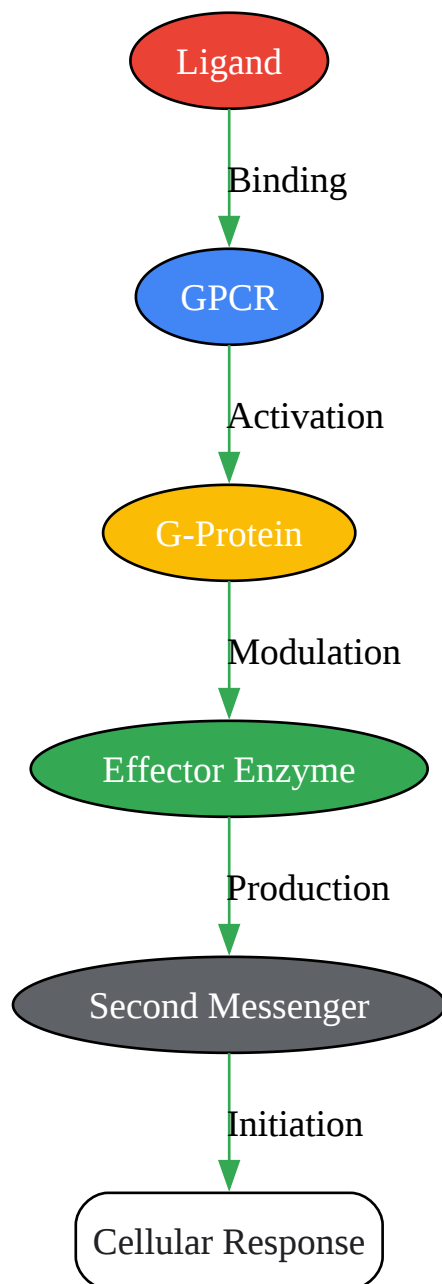 Ligand
Binding
GPCR
Activation
G-Protein
Modulation
Effector Enzyme
Production
Second Messenger
Initiation
Cellular Response